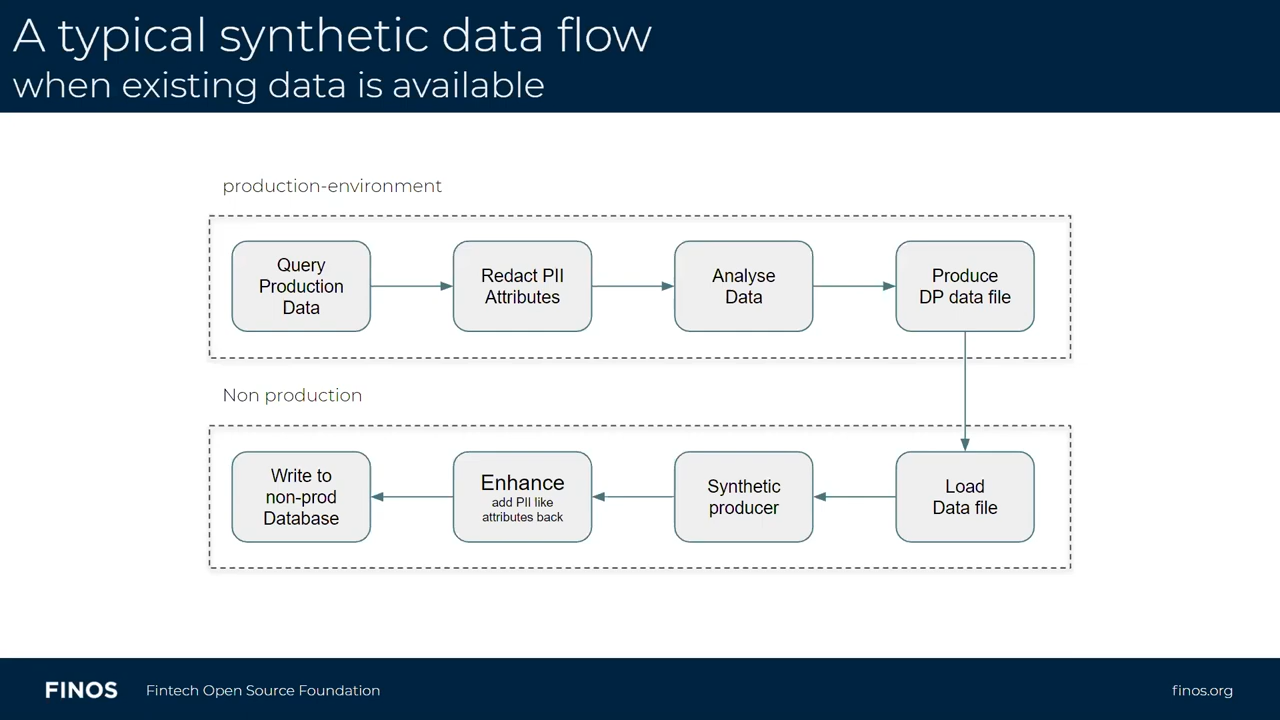 A typical synthetic data flow
when existing data is available
production-environment
Query
Production
Data
Redact PII
Attributes
Analyse
Data
Produce
DP data file
Non production
Write to
non-prod
Database
Enhance
add PII like
attributes back
Synthetic
producer
Load
Data file
FINOS
Fintech Open Source Foundation
finos.org